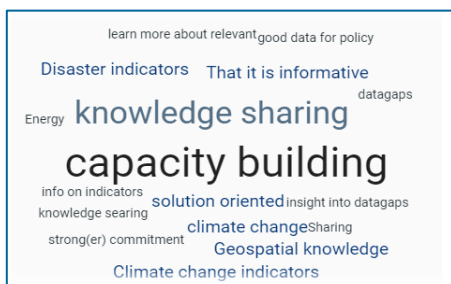 learn more about relevant good data for policy
Disaster indicators That it is informative
datagaps
Energy knowledge sharing
capacity building
info on indicators
solution oriented insight into datagaps
knowledge searing
climate change Sharing
strong(er) commitment
Geospatial knowledge
Climate change indicators